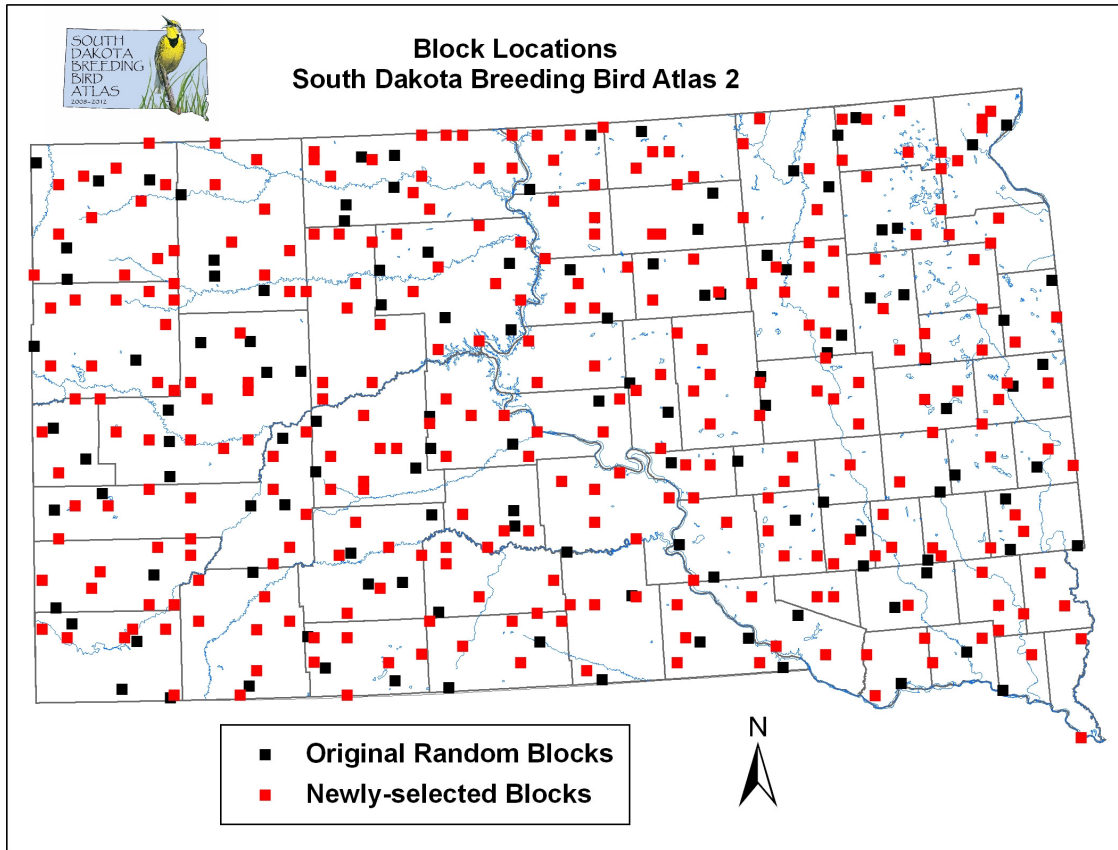 SOUTH
DAKOTA
BREEDING
BIRD
ATLAS
2008-2012
Block Locations
South Dakota Breeding Bird Atlas 2
N
Original Random Blocks
Newly-selected Blocks